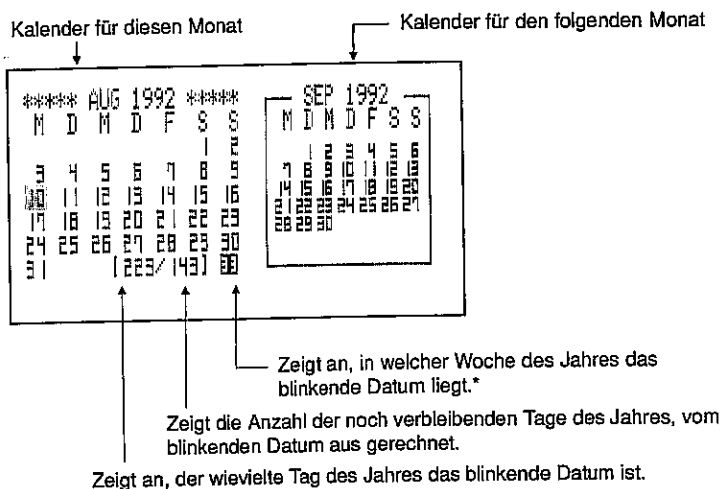 Kalender für diesen Monat
Kalender für den folgenden Monat
***** AUG 1992 *****
M D M D F S S
1 2
3 4 5 6 7 8 9
10 11 12 13 14 15 16
17 18 19 20 21 22 23
24 25 26 27 28 29 30
31 [223/143] 33
SEP 1992
M D M D F S S
1 2 3 4 5 6
7 8 9 10 11 12 13
14 15 16 17 18 19 20
21 22 23 24 25 26 27
28 29 30
Zeigt an, in welcher Woche des Jahres das
blinkende Datum liegt.*
Zeigt die Anzahl der noch verbleibenden Tage des Jahres, vom
blinkenden Datum aus gerechnet.
Zeigt an, der wievielte Tag des Jahres das blinkende Datum ist.